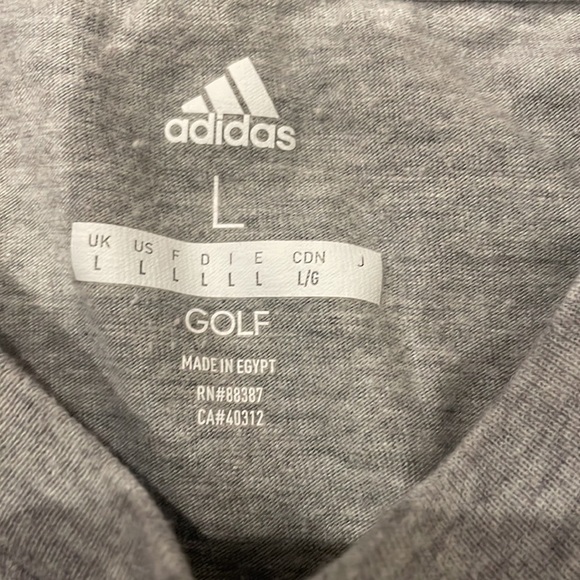 adidas
L
UK US F D I E CDN J
L L L L L L L/G
GOLF
MADE IN EGYPT
RN#88387
CA#40312